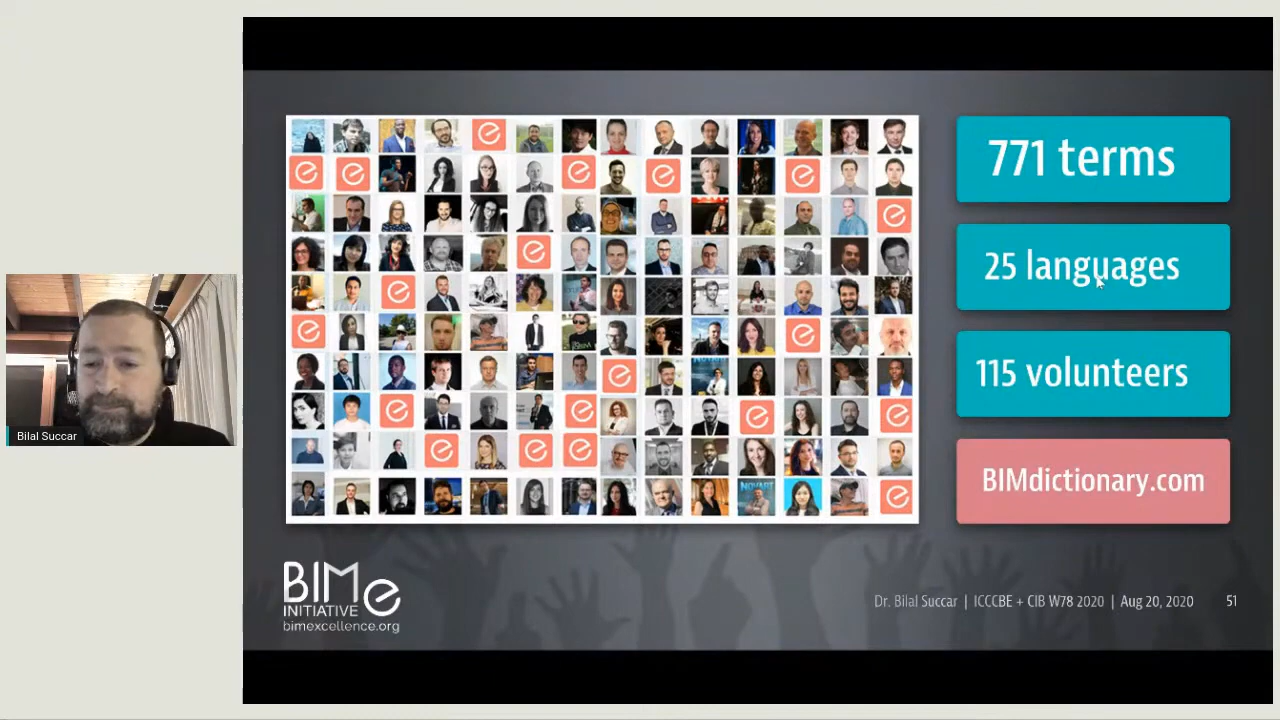 771 terms
25 languages
115 volunteers
BIMdictionary.com
Bilal Succar
BIMe
INITIATIVE
bimexcellence.org
Dr. Bilal Succar | ICCCBE + CIB W78 2020 | Aug 20, 2020 51